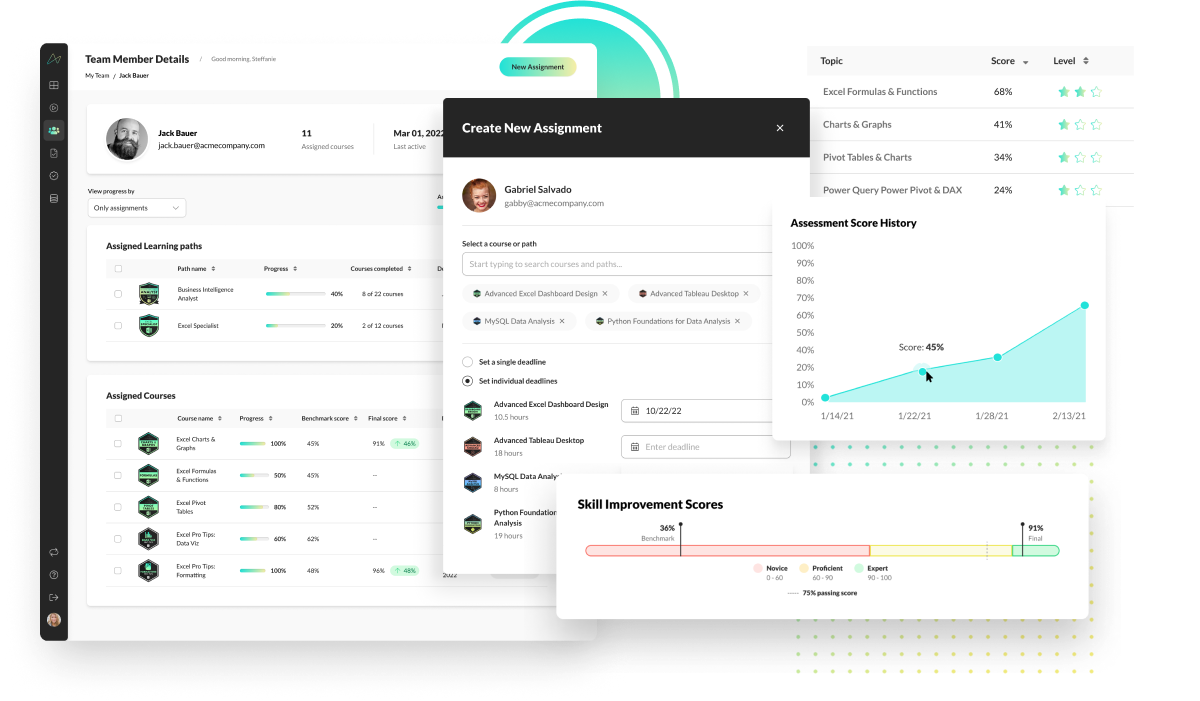 Team Member Details / Good morning, Steffanie
New Assignment
My Team / Jack Bauer
Jack Bauer
jack.bauer@acmecompany.com
11
Assigned courses
Mar 01, 2022
Last active
View progress by
Only assignments
Assigned Learning paths
Path name Progress Courses completed
Business Intelligence
Analyst
40% 8 of 22 courses
Excel Specialist 20% 2 of 12 courses
Assigned Courses
Course name Progress Benchmark score Final score
Excel Charts &
Graphs
100% 45% 91% ↑ 46%
Excel Formulas
& Functions
50% 45% --
Excel Pivot
Tables
80% 52% --
Excel Pro Tips:
Data Viz
60% 62% --
Excel Pro Tips:
Formatting
100% 48% 96% ↑ 48%
2022
Create New Assignment
Gabriel Salvado
gabby@acmecompany.com
Select a course or path
Start typing to search courses and paths...
Advanced Excel Dashboard Design
Advanced Tableau Desktop
MySQL Data Analysis
Python Foundations for Data Analysis
Set a single deadline
Set individual deadlines
Advanced Excel Dashboard Design
10.5 hours
10/22/22
Advanced Tableau Desktop
18 hours
Enter deadline
MySQL Data Analy
8 hours
Python Foundation
Analysis
19 hours
Topic Score Level
Excel Formulas & Functions 68%
Charts & Graphs 41%
Pivot Tables & Charts 34%
Power Query Power Pivot & DAX 24%
Assessment Score History
100%
90%
80%
70%
60%
50%
40%
20%
10%
0%
Score: 45%
1/14/21 1/22/21 1/28/21 2/13/21
Skill Improvement Scores
36%
Benchmark
91%
Final
Novice
0 - 60
Proficient
60 - 90
Expert
90 - 100
75% passing score